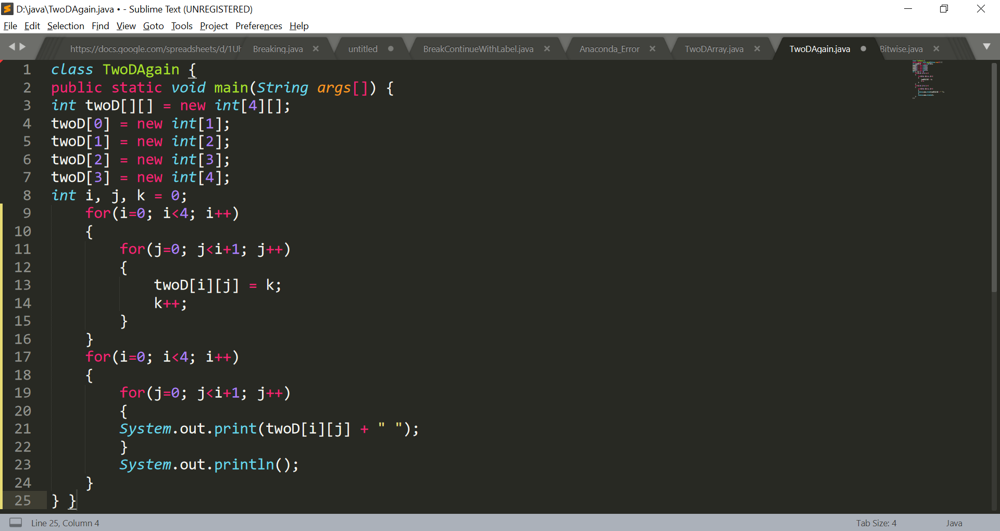 D:\java\TwoDAgain.java • - Sublime Text (UNREGISTERED)
File Edit Selection Find View Goto Tools Project Preferences Help
https://docs.google.com/spreadsheets/d/1Uh Breaking.java untitled BreakContinueWithLabel.java Anaconda_Error TwoDArray.java TwoDAgain.java Bitwise.java
1 class TwoDAgain {
2 public static void main(String args[]) {
3 int twoD[][] = new int[4][];
4 twoD[0] = new int[1];
5 twoD[1] = new int[2];
6 twoD[2] = new int[3];
7 twoD[3] = new int[4];
8 int i, j, k = 0;
9 for(i=0; i<4; i++)
10 {
11 for(j=0; j<i+1; j++)
12 {
13 twoD[i][j] = k;
14 k++;
15 }
16 }
17 for(i=0; i<4; i++)
18 {
19 for(j=0; j<i+1; j++)
20 {
21 System.out.print(twoD[i][j] + " ");
22 }
23 System.out.println();
24 }
25 } }
Line 25, Column 4 Tab Size: 4 Java